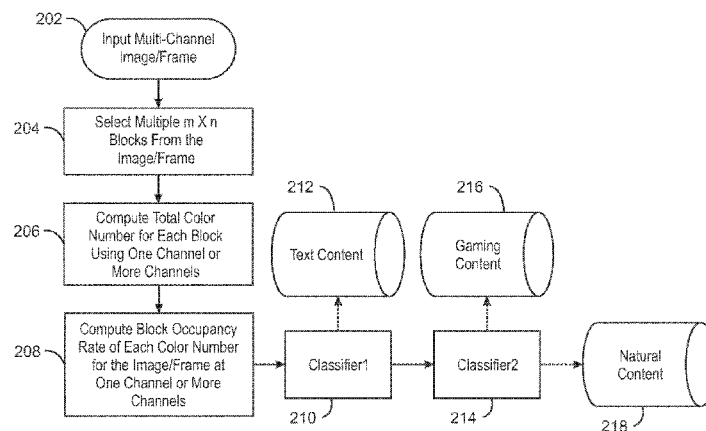 202
Input Multi-Channel
Image/Frame
204
Select Multiple m X n
Blocks From the
Image/Frame
206
Compute Total Color
Number for Each Block
Using One Channel or
More Channels
208
Compute Block Occupancy
Rate of Each Color Number
for the Image/Frame at
One Channel or More
Channels
212
Text Content
216
Gaming
Content
Classifier1
210
Classifier2
214
Natural
Content
218